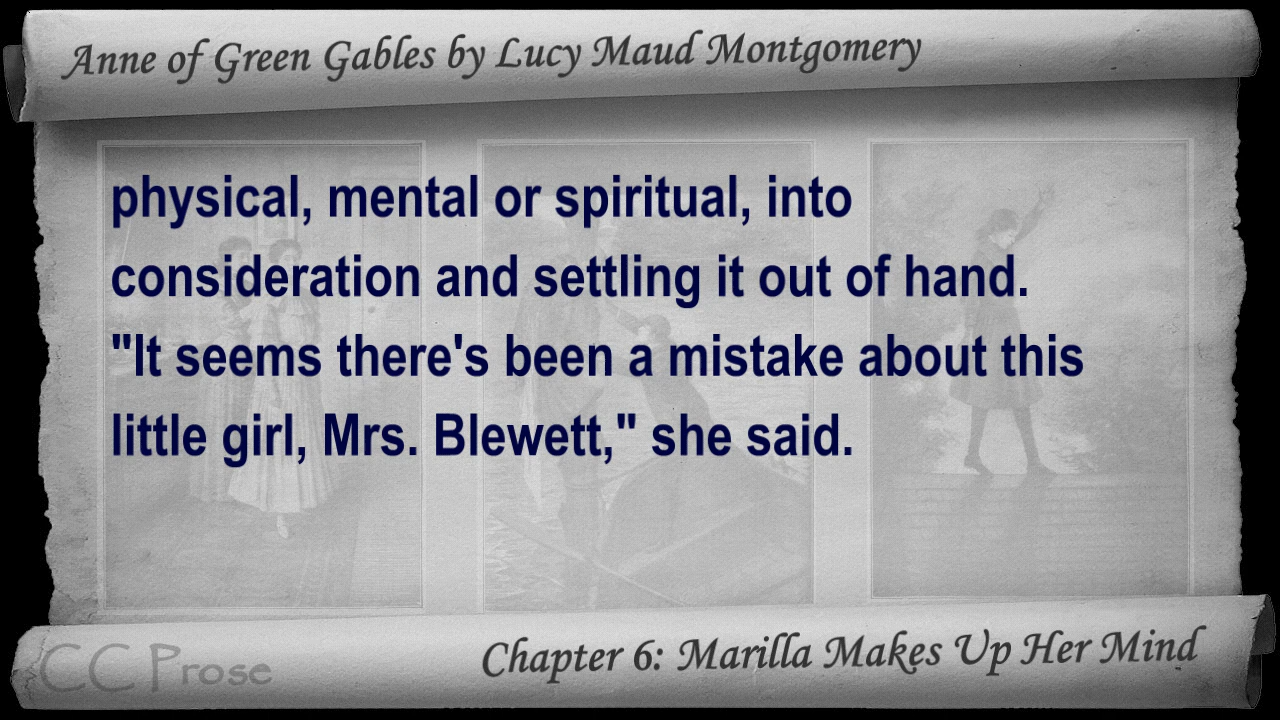 Anne of Green Gables by Lucy Maud Montgomery
physical, mental or spiritual, into
consideration and settling it out of hand.
"It seems there's been a mistake about this
little girl, Mrs. Blewett," she said.
CC Prose
Chapter 6: Marilla Makes Up Her Mind